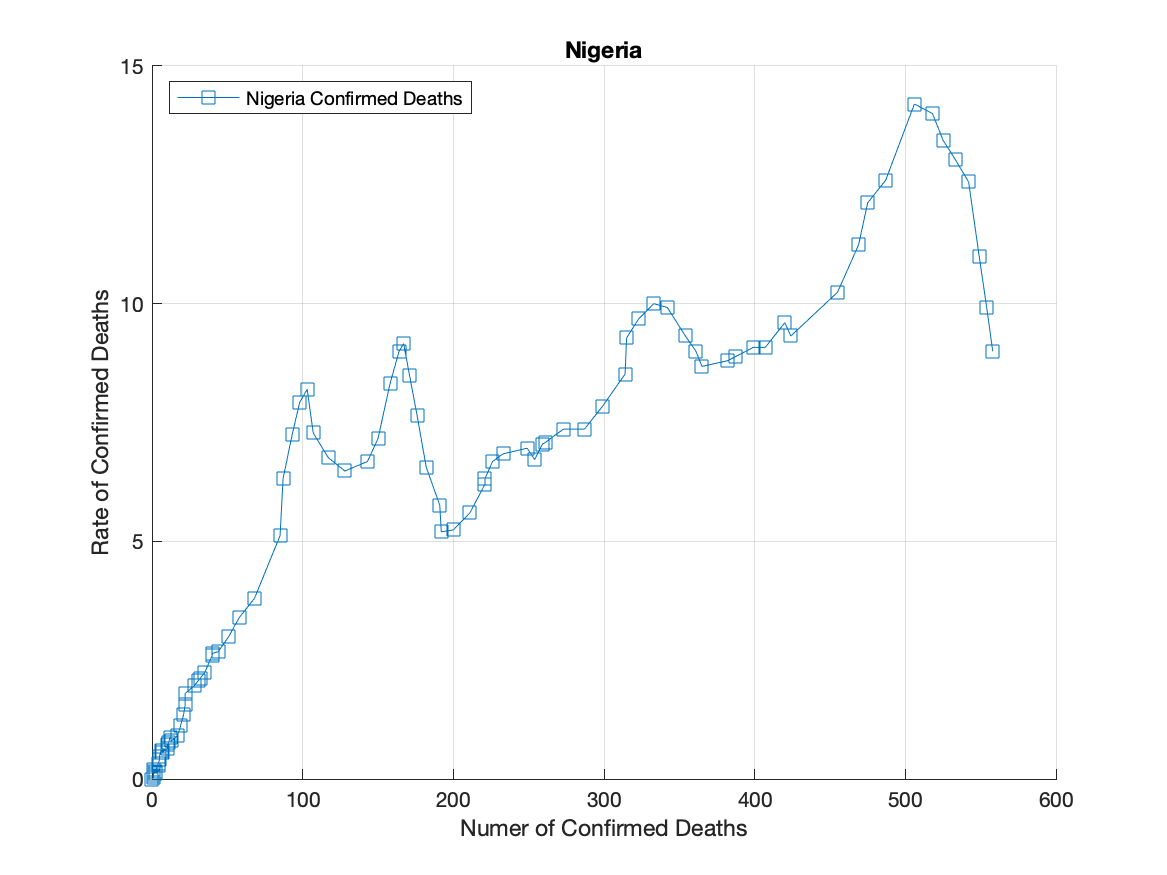 Nigeria
15
Nigeria Confirmed Deaths
10
Rate of Confirmed Deaths
5
0
0 100 200 300 400 500 600
Numer of Confirmed Deaths